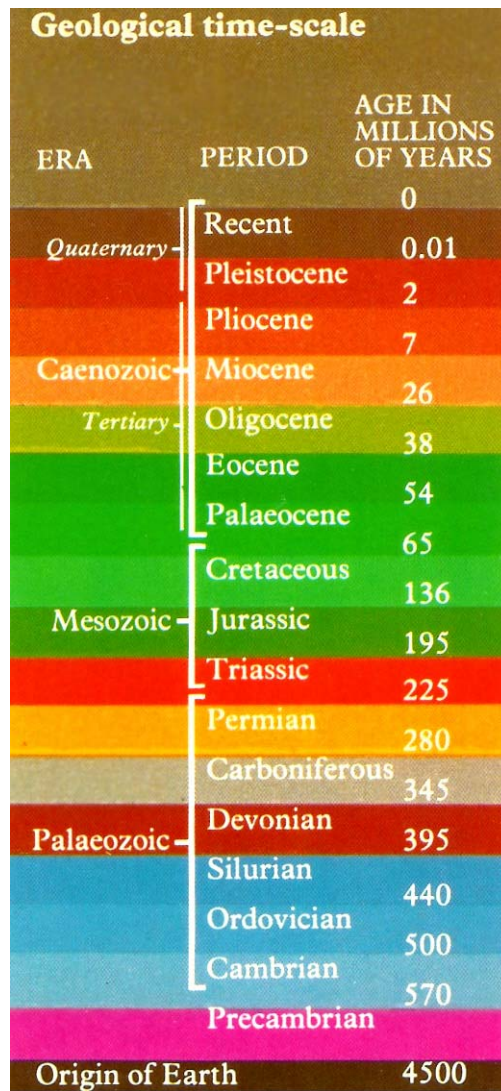 Geological time-scale
ERA PERIOD AGE IN MILLIONS OF YEARS
0
Recent
Quaternary 0.01
Pleistocene
2
Pliocene
7
Caenozoic Miocene
26
Tertiary Oligocene
38
Eocene
54
Palaeocene
65
Cretaceous
136
Mesozoic Jurassic
195
Triassic
225
Permian
280
Carboniferous
345
Devonian
Palaeozoic 395
Silurian
440
Ordovician
500
Cambrian
570
Precambrian
Origin of Earth 4500